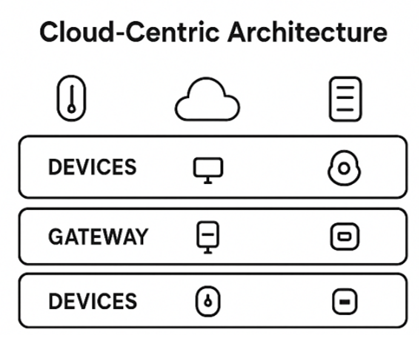 Cloud-Centric Architecture
DEVICES
GATEWAY
DEVICES